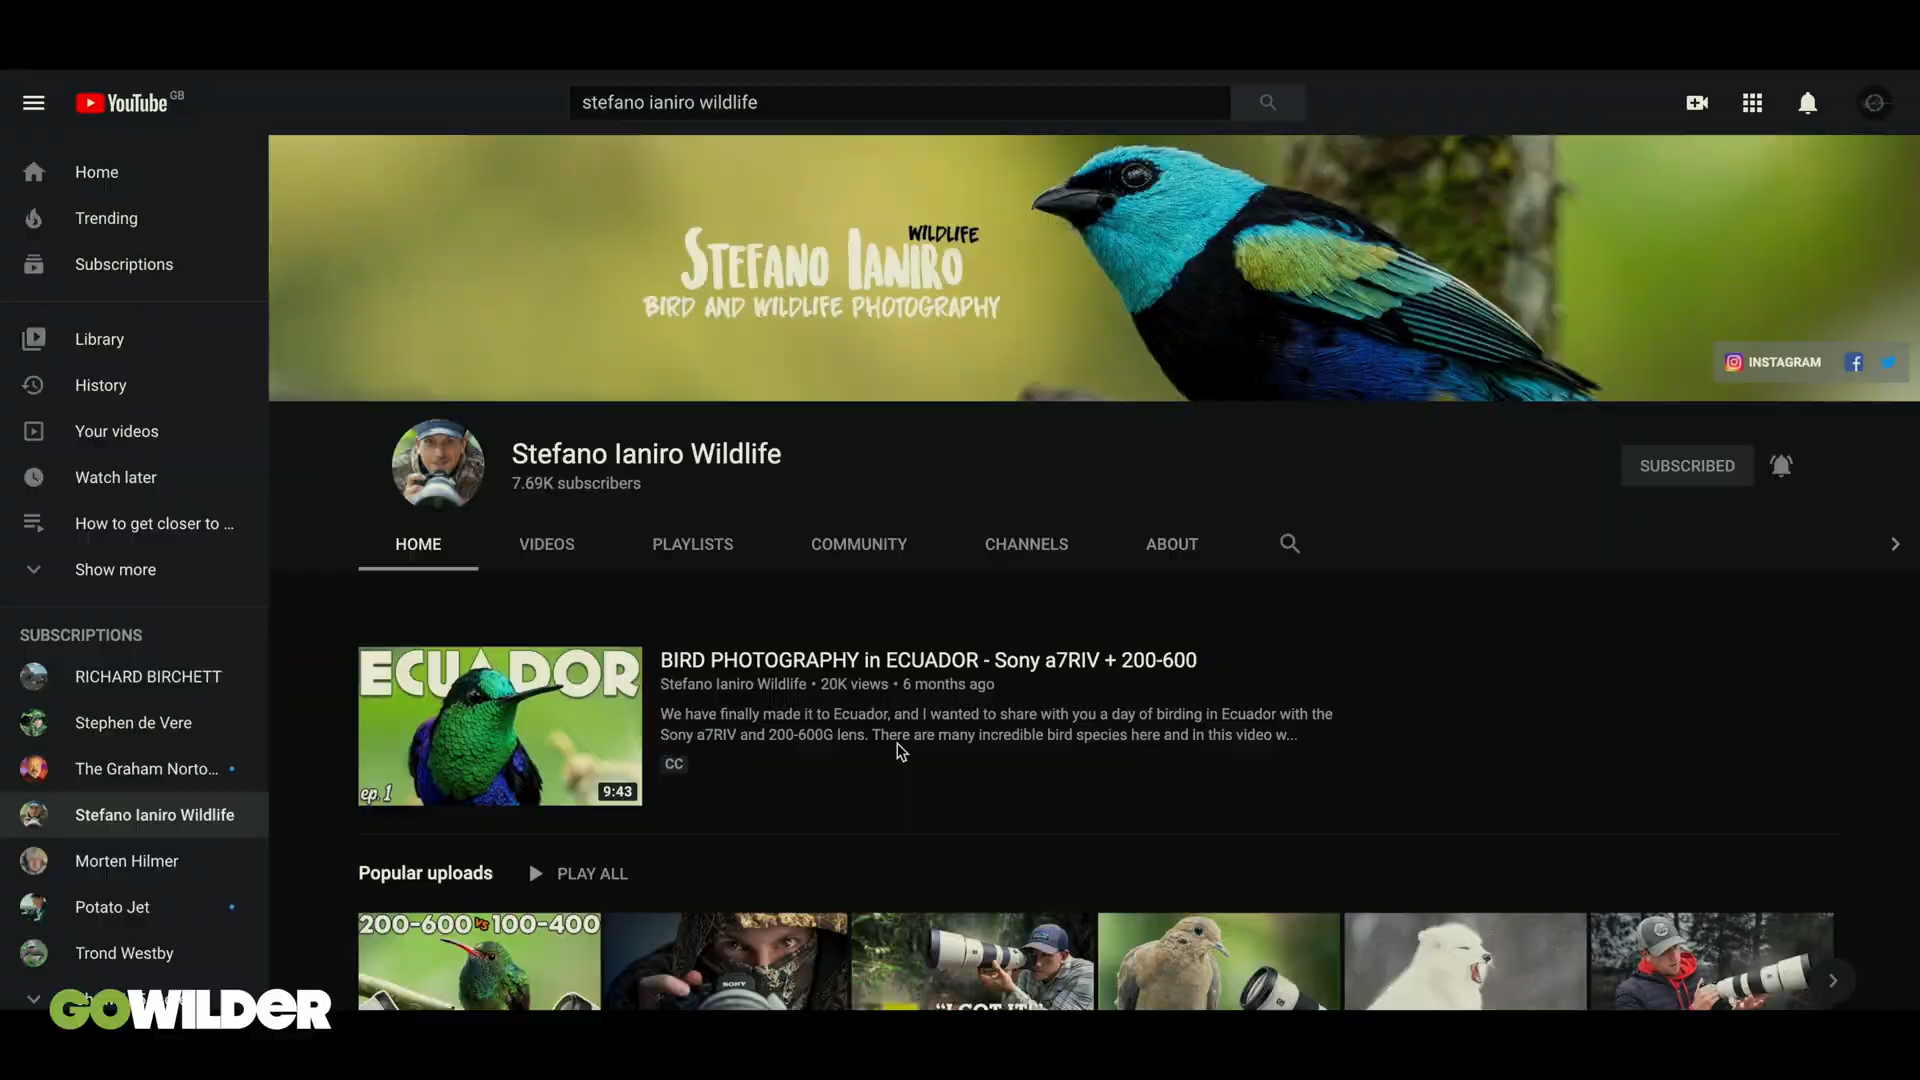 YouTube GB
stefano ianiro wildlife
Home
Trending
Subscriptions
Library
History
Your videos
Watch later
How to get closer to ...
Show more
SUBSCRIPTIONS
RICHARD BIRCHETT
Stephen de Vere
The Graham Norto...
Stefano Ianiro Wildlife
Morten Hilmer
Potato Jet
Trond Westby
GOWILDER
WILDLIFE
STEFANO IANIRO
BIRD AND WILDLIFE PHOTOGRAPHY
INSTAGRAM
Stefano Ianiro Wildlife
7.69K subscribers
SUBSCRIBED
HOME VIDEOS PLAYLISTS COMMUNITY CHANNELS ABOUT
ECUADOR
ep.1
9:43
BIRD PHOTOGRAPHY in ECUADOR - Sony a7RIV + 200-600
Stefano Ianiro Wildlife • 20K views • 6 months ago
We have finally made it to Ecuador, and I wanted to share with you a day of birding in Ecuador with the
Sony a7RIV and 200-600G lens. There are many incredible bird species here and in this video w...
CC
Popular uploads PLAY ALL
200-600 vs 100-400
SONY
"I GOT IT"